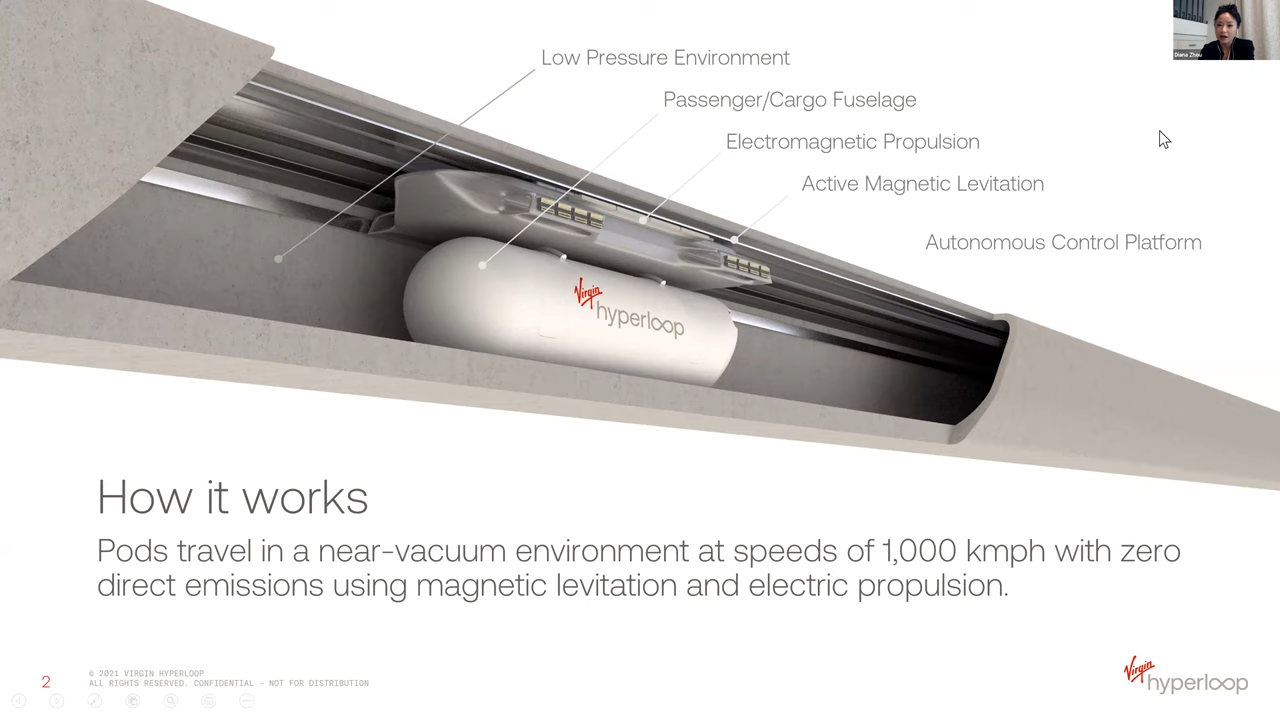 Diana Zhou
Low Pressure Environment
Passenger/Cargo Fuselage
Electromagnetic Propulsion
Active Magnetic Levitation
Autonomous Control Platform
Virgin
hyperloop
How it works
Pods travel in a near-vacuum environment at speeds of 1,000 kmph with zero
direct emissions using magnetic levitation and electric propulsion.
2
© 2021 VIRGIN HYPERLOOP
ALL RIGHTS RESERVED. CONFIDENTIAL - NOT FOR DISTRIBUTION
Virgin
hyperloop